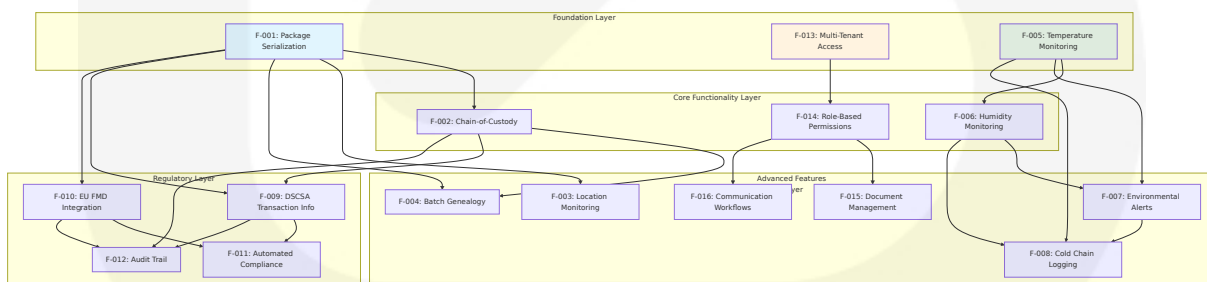 Foundation Layer
F-001: Package
Serialization
F-013: Multi-Tenant
Access
F-005: Temperature
Monitoring
Core Functionality Layer
F-002: Chain-of-Custody
F-014: Role-Based
Permissions
F-006: Humidity
Monitoring
Regulatory Layer
Advanced Features
Layer
F-010: EU FMD
Integration
F-009: DSCSA
Transaction Info
F-004: Batch Genealogy
F-003: Location
Monitoring
F-016: Communication
Workflows
F-015: Document
Management
F-007: Environmental
Alerts
F-012: Audit Trail
F-011: Automated
Compliance
F-008: Cold Chain
Logging